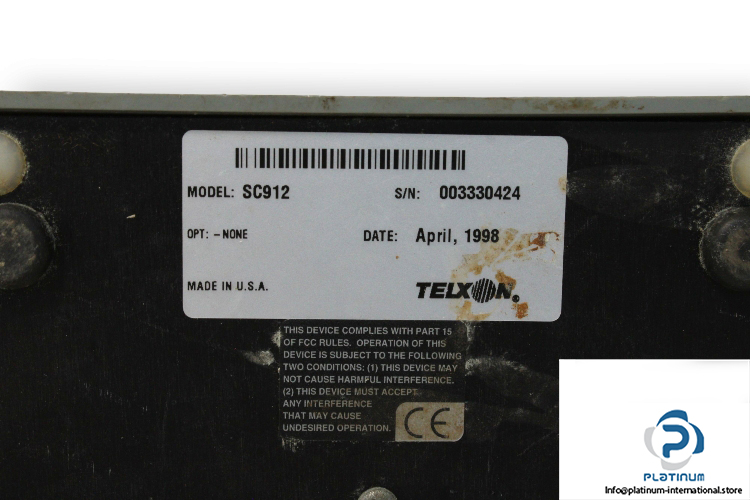 MODEL: SC912 S/N: 003330424
OPT: - NONE DATE: April, 1998
MADE IN U.S.A. TELXON®
THIS DEVICE COMPLIES WITH PART 15
OF FCC RULES. OPERATION OF THIS
DEVICE IS SUBJECT TO THE FOLLOWING
TWO CONDITIONS: (1) THIS DEVICE MAY
NOT CAUSE HARMFUL INTERFERENCE.
(2) THIS DEVICE MUST ACCEPT
ANY INTERFERENCE
THAT MAY CAUSE
UNDESIRED OPERATION.
CE
PLATINUM
Info@platinum-international.store